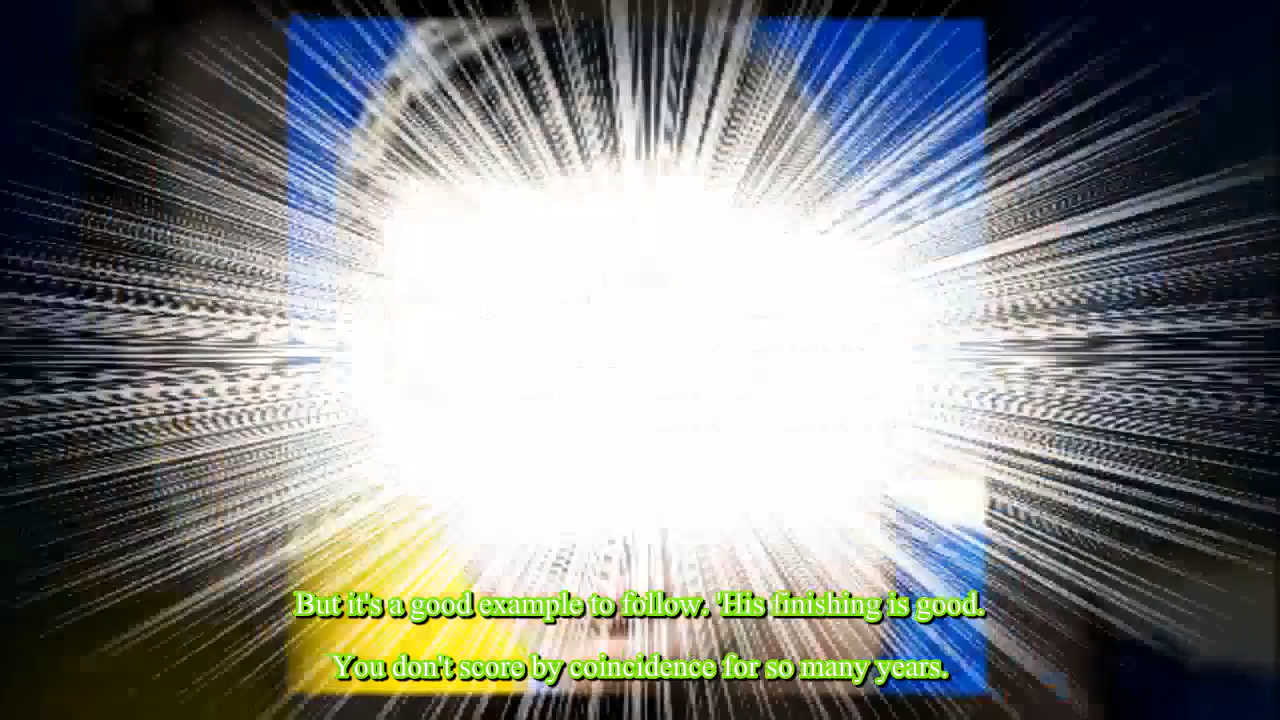 But it's a good example to follow. 'His finishing is good.
You don't score by coincidence for so many years.